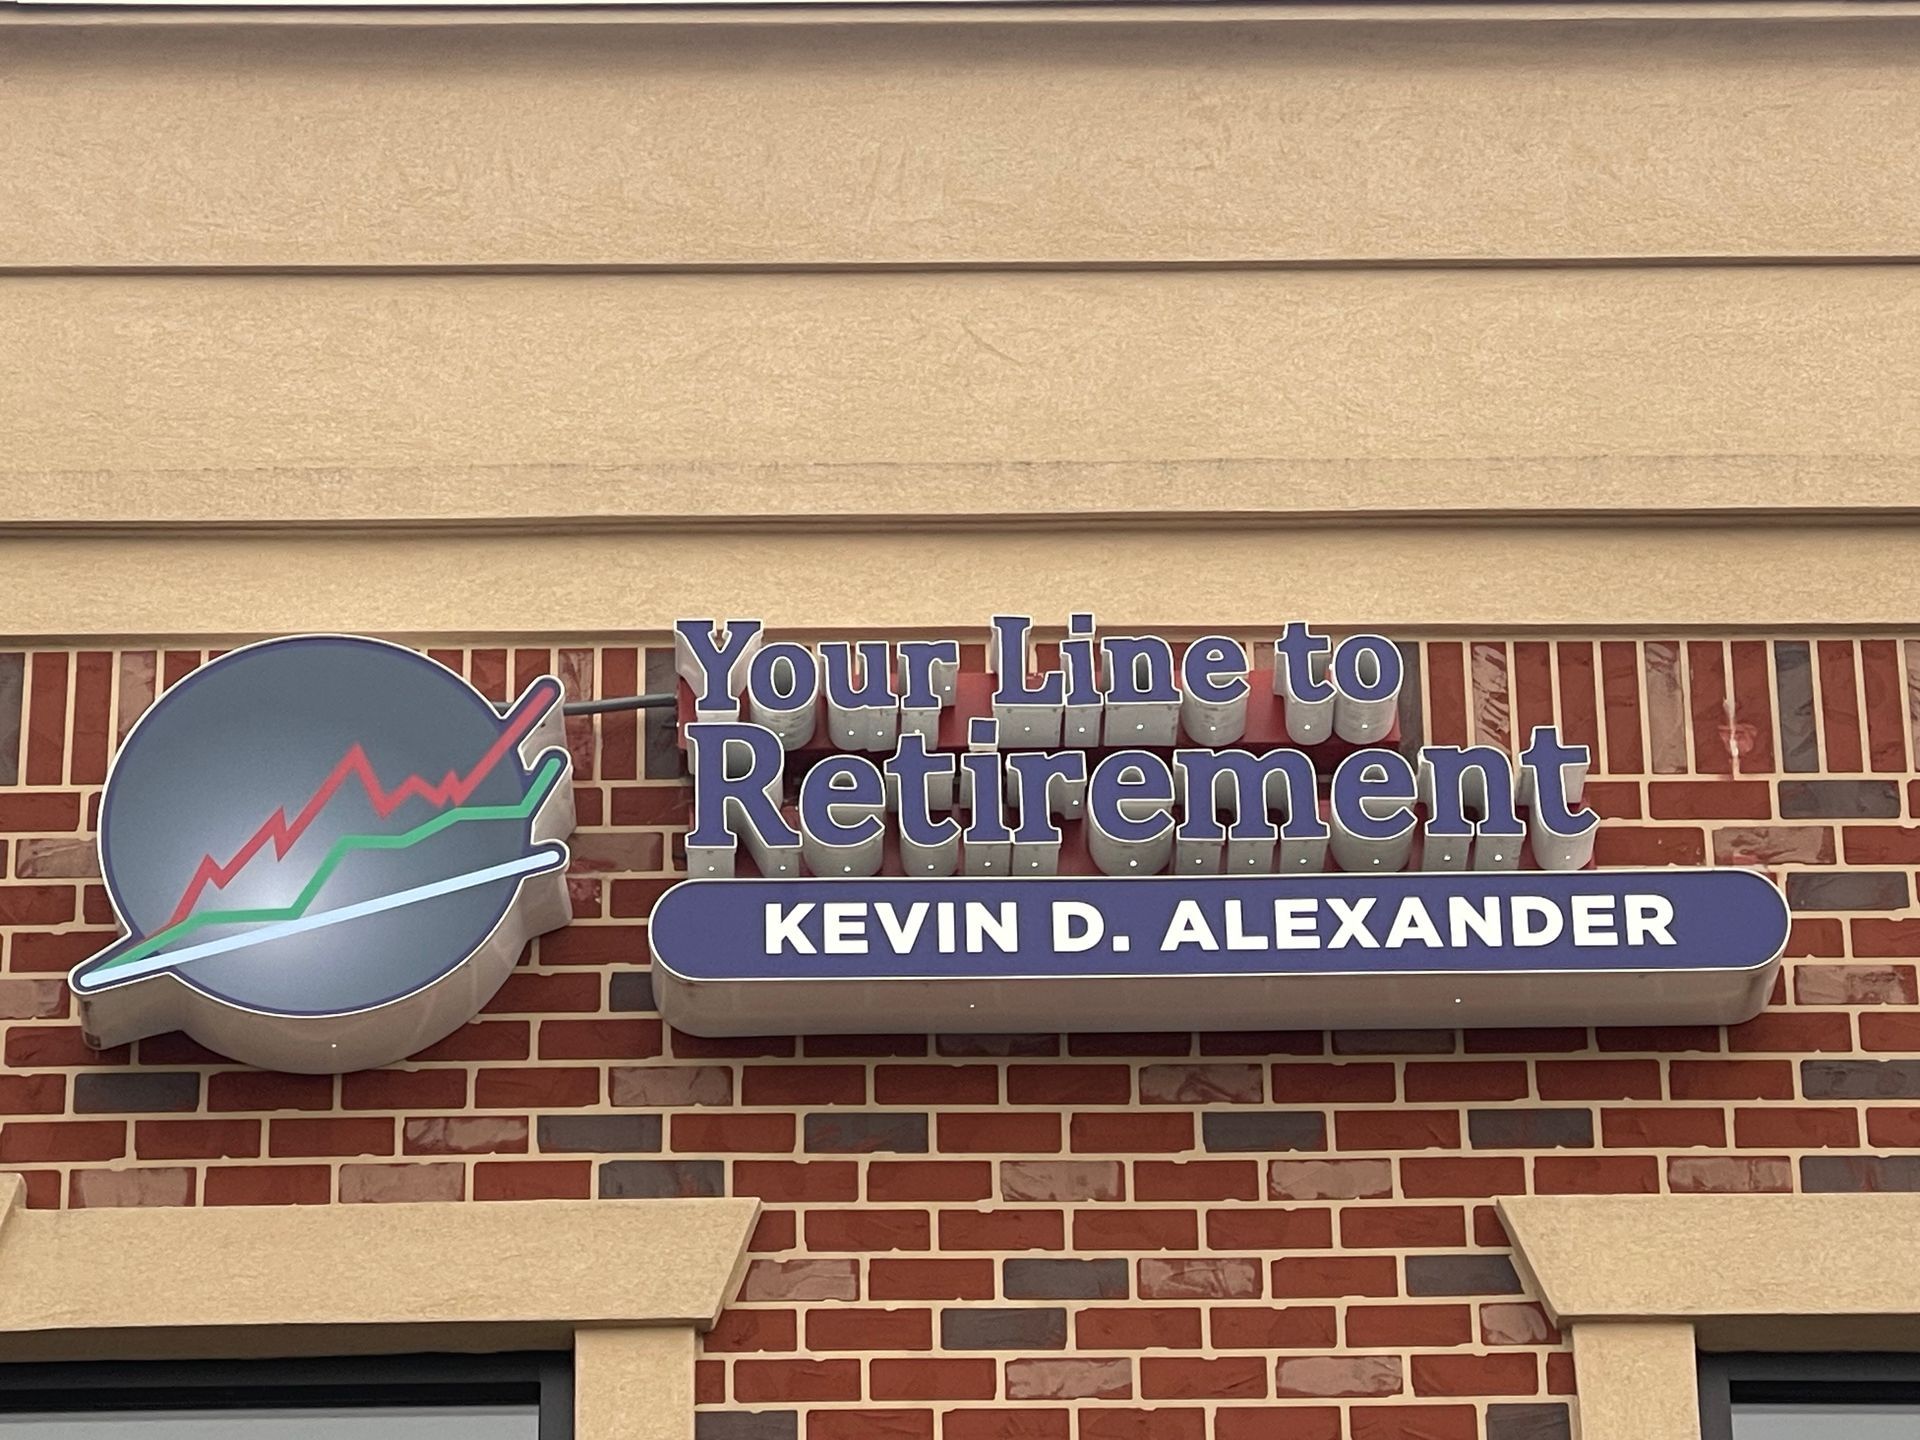 Your Line to
Retirement
KEVIN D. ALEXANDER